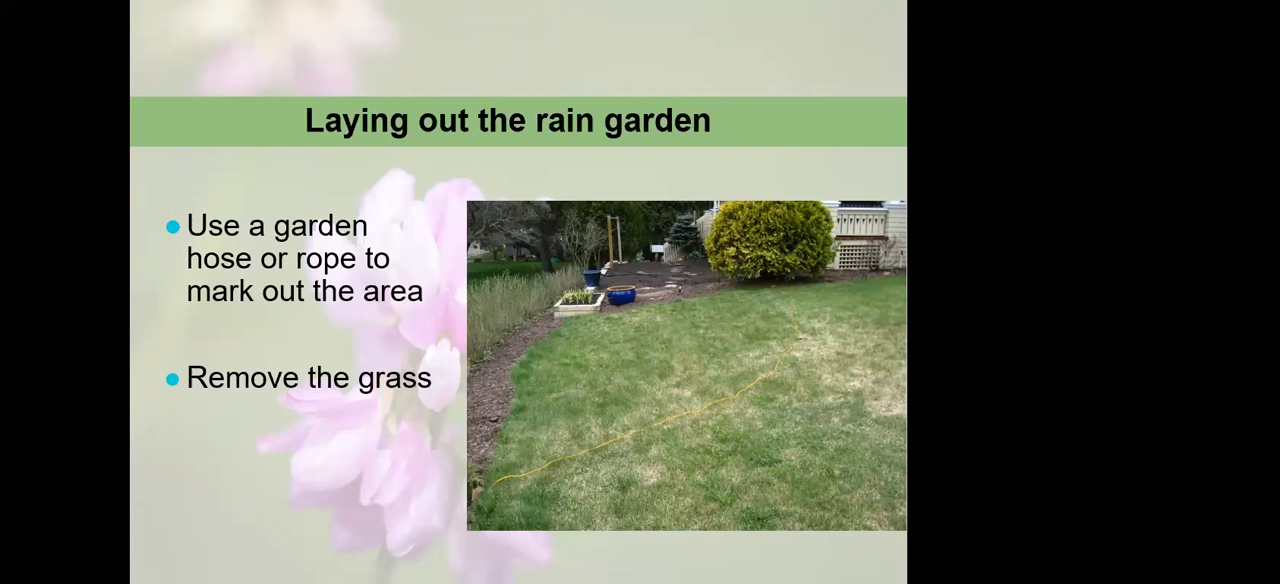 Laying out the rain garden
Use a garden
hose or rope to
mark out the area
Remove the grass